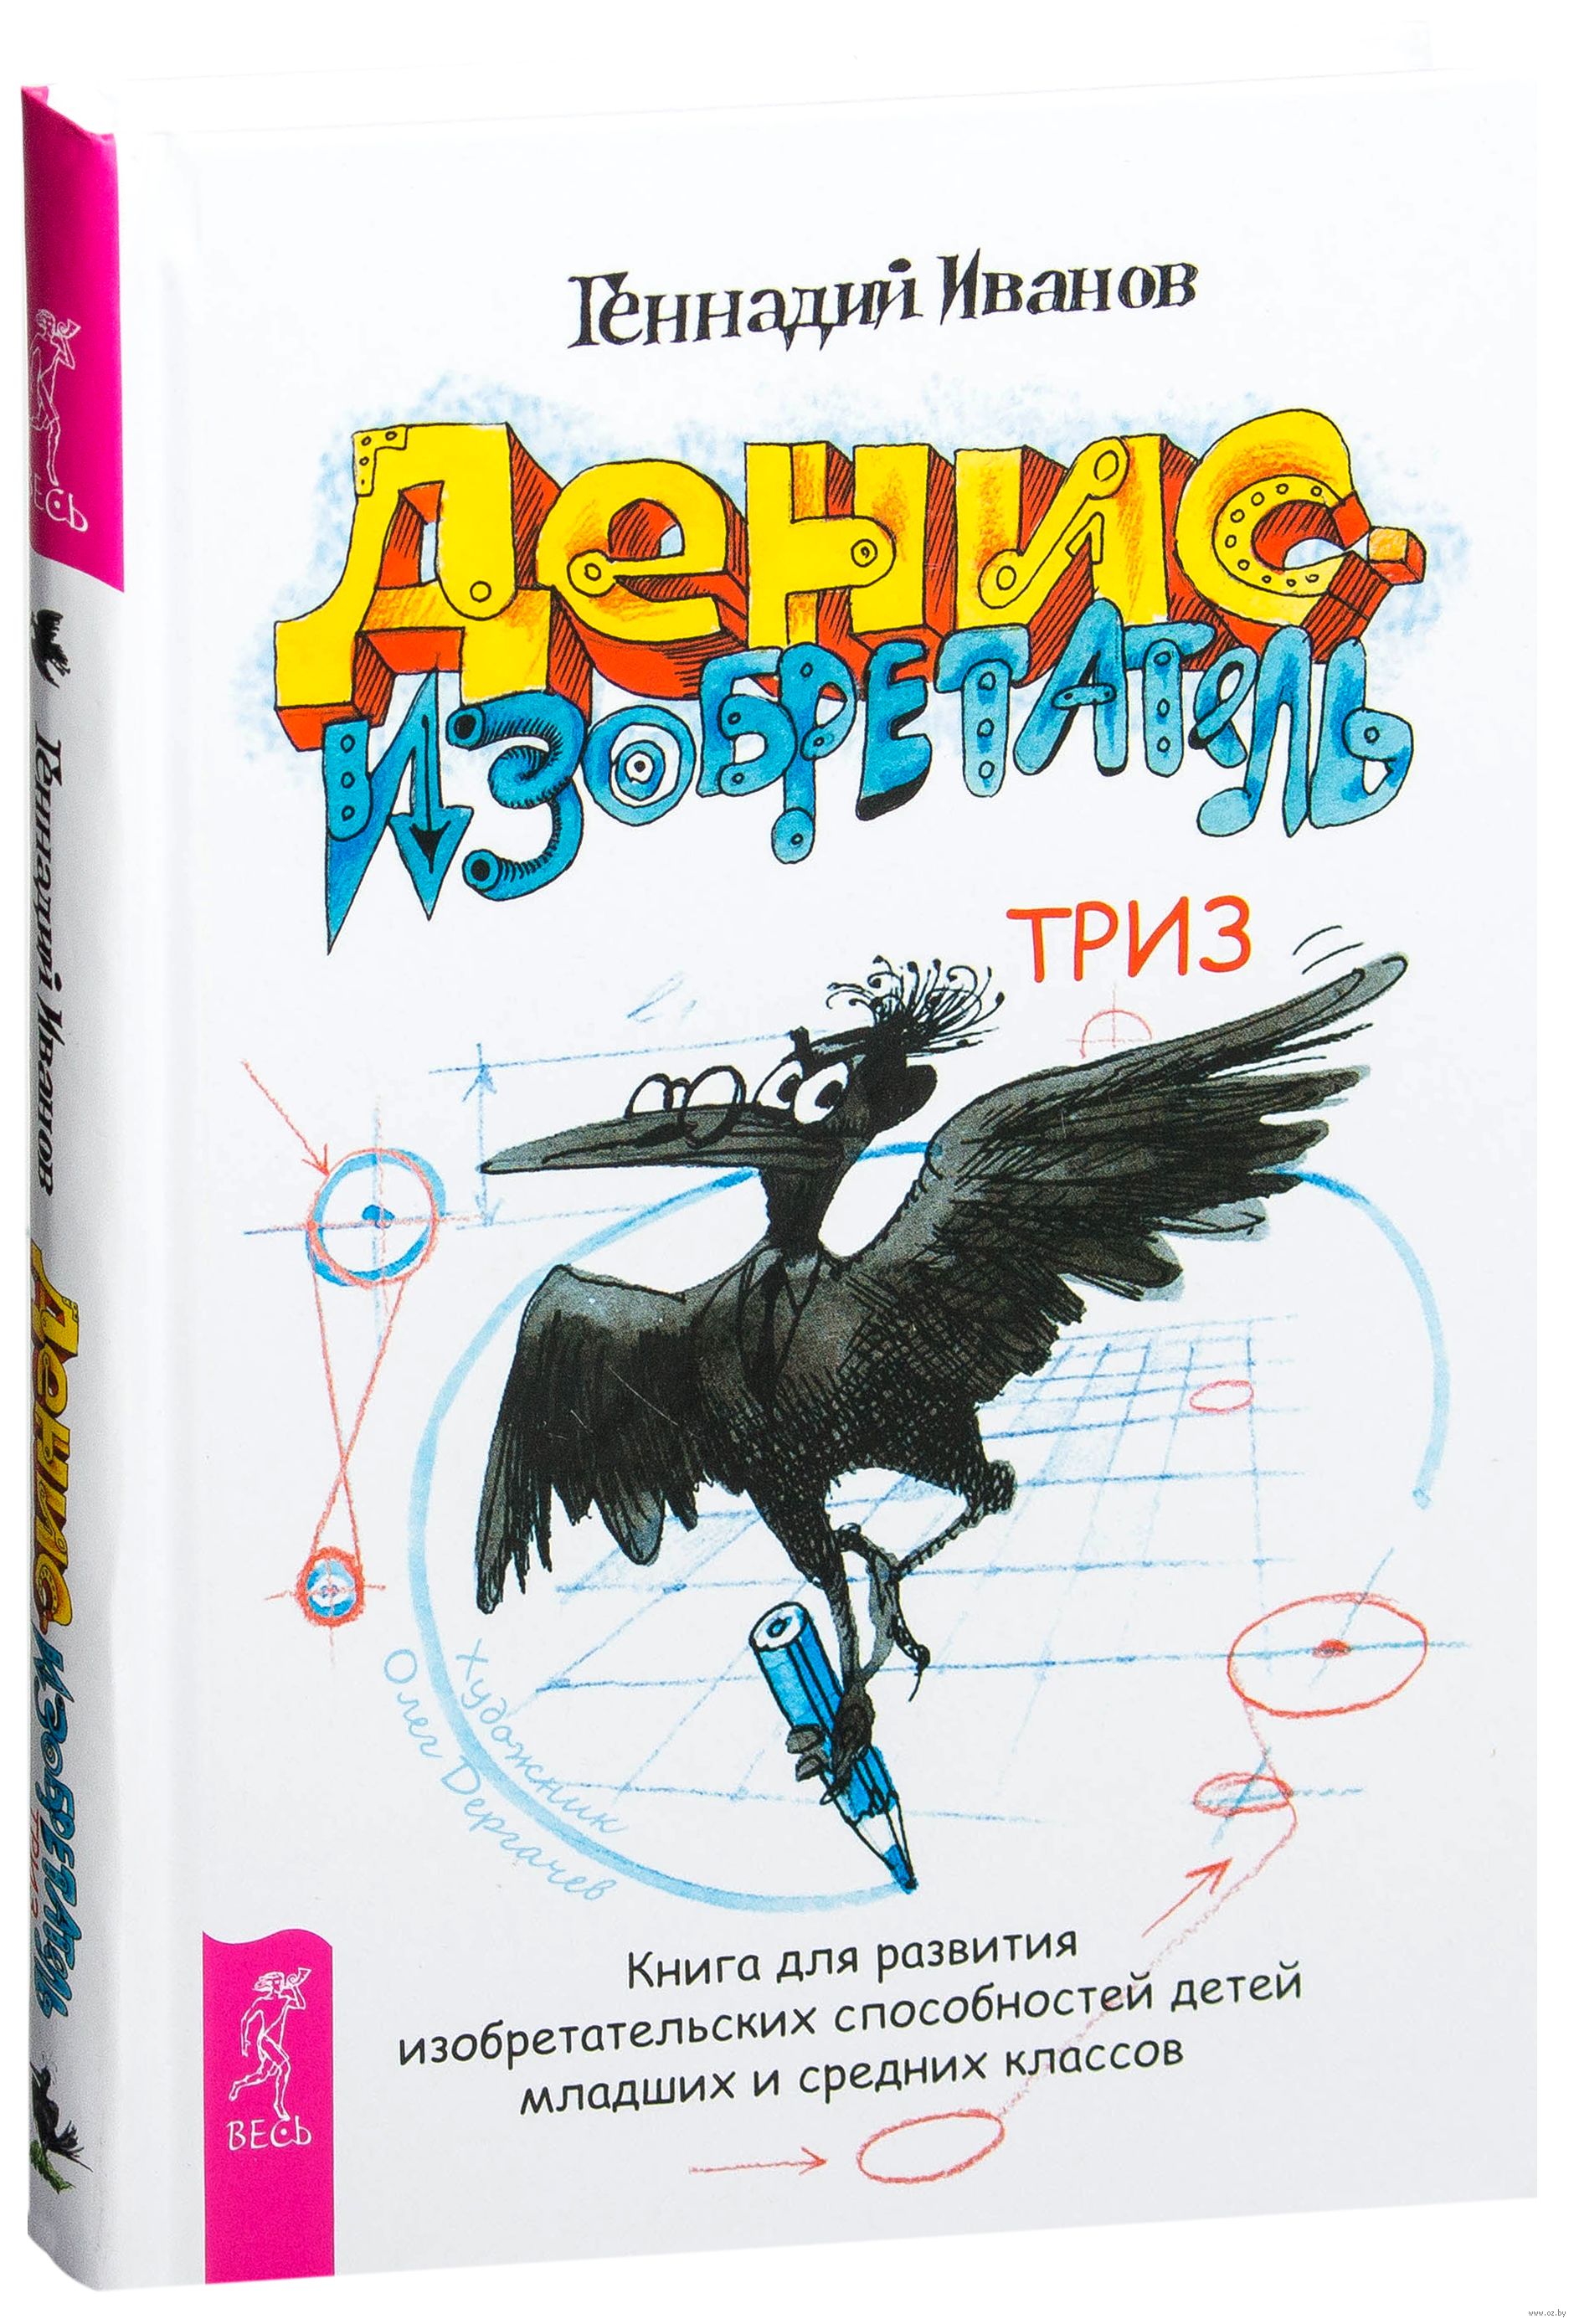 Геннадий Иванов
Денис-
изобретатель
ТРИЗ
Художник
Олег Дергачев
Книга для развития
изобретательских способностей детей
младших и средних классов
ВЕСЬ
ВЕСЬ
Геннадий Иванов
Денис-изобретатель
ТРИЗ
www.oz.by